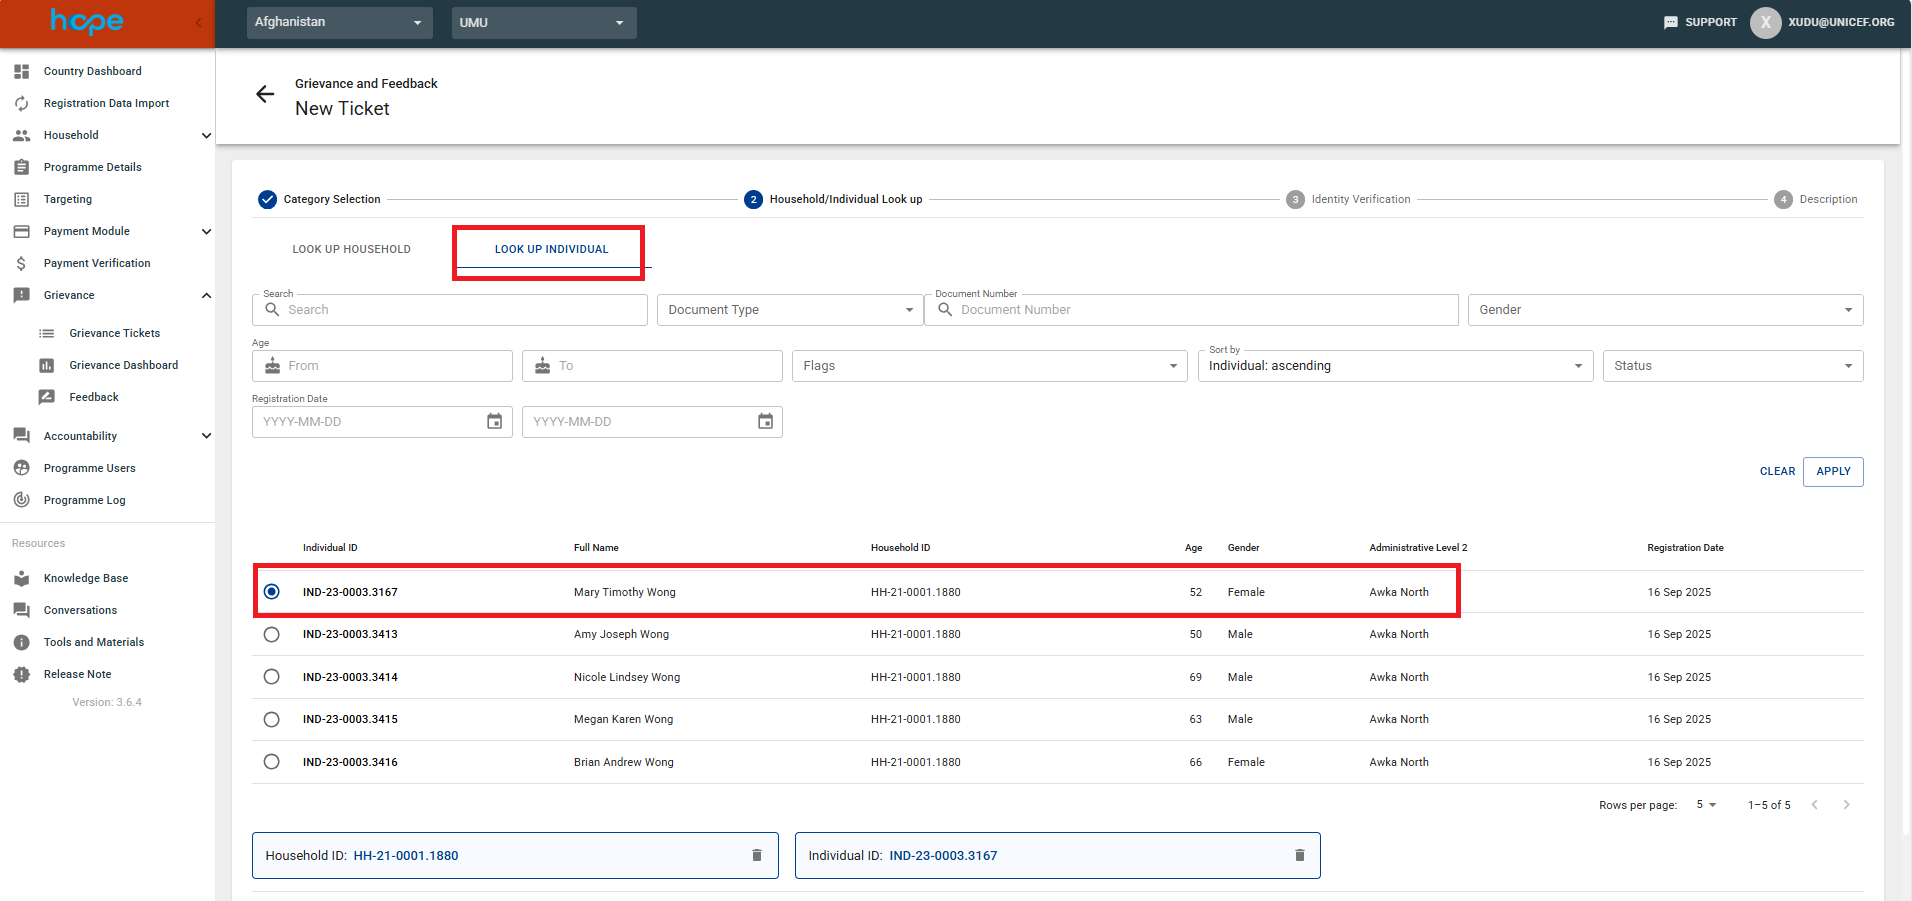 hope
Afghanistan
UMU
SUPPORT
X
XUDU@UNICEF.ORG
Country Dashboard
Registration Data Import
Household
Programme Details
Targeting
Payment Module
Payment Verification
Grievance
Grievance Tickets
Grievance Dashboard
Feedback
Accountability
Programme Users
Programme Log
Resources
Knowledge Base
Conversations
Tools and Materials
Release Note
Version: 3.6.4
Grievance and Feedback
New Ticket
Category Selection
2 Household/Individual Look up
3 Identity Verification
4 Description
LOOK UP HOUSEHOLD
LOOK UP INDIVIDUAL
Search
Search
Document Type
Document Number
Document Number
Gender
Age
From
To
Flags
Sort by
Individual: ascending
Status
Registration Date
YYYY-MM-DD
YYYY-MM-DD
CLEAR
APPLY
Individual ID Full Name Household ID Age Gender Administrative Level 2 Registration Date
IND-23-0003.3167 Mary Timothy Wong HH-21-0001.1880 52 Female Awka North 16 Sep 2025
IND-23-0003.3413 Amy Joseph Wong HH-21-0001.1880 50 Male Awka North 16 Sep 2025
IND-23-0003.3414 Nicole Lindsey Wong HH-21-0001.1880 69 Male Awka North 16 Sep 2025
IND-23-0003.3415 Megan Karen Wong HH-21-0001.1880 63 Male Awka North 16 Sep 2025
IND-23-0003.3416 Brian Andrew Wong HH-21-0001.1880 66 Female Awka North 16 Sep 2025
Rows per page: 5 1–5 of 5
Household ID: HH-21-0001.1880
Individual ID: IND-23-0003.3167